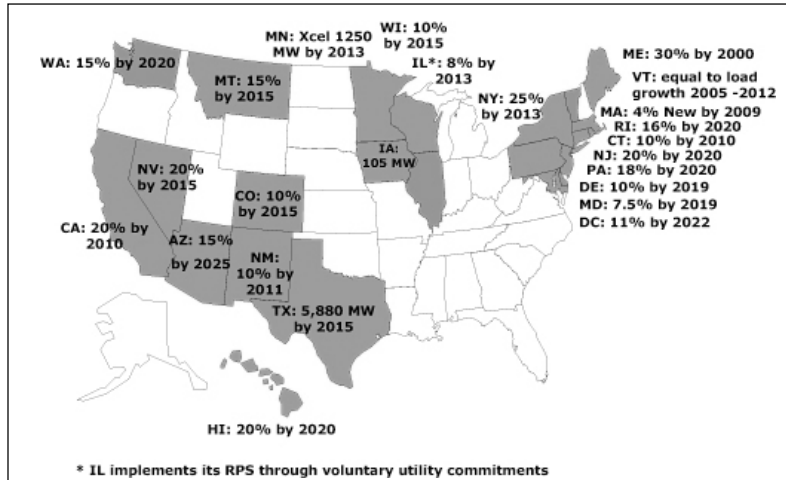 MN: Xcel 1250
MW by 2013
WI: 10%
by 2015
WA: 15% by 2020
MT: 15%
by 2015
IL*: 8% by
2013
ME: 30% by 2000
VT: equal to load
growth 2005 -2012
NY: 25%
by 2013
MA: 4% New by 2009
RI: 16% by 2020
CT: 10% by 2010
NJ: 20% by 2020
PA: 18% by 2020
DE: 10% by 2019
MD: 7.5% by 2019
DC: 11% by 2022
IA:
105 MW
NV: 20%
by 2015
CO: 10%
by 2015
CA: 20% by
2010
AZ: 15%
by 2025
NM:
10% by
2011
TX: 5,880 MW
by 2015
HI: 20% by 2020
* IL implements its RPS through voluntary utility commitments